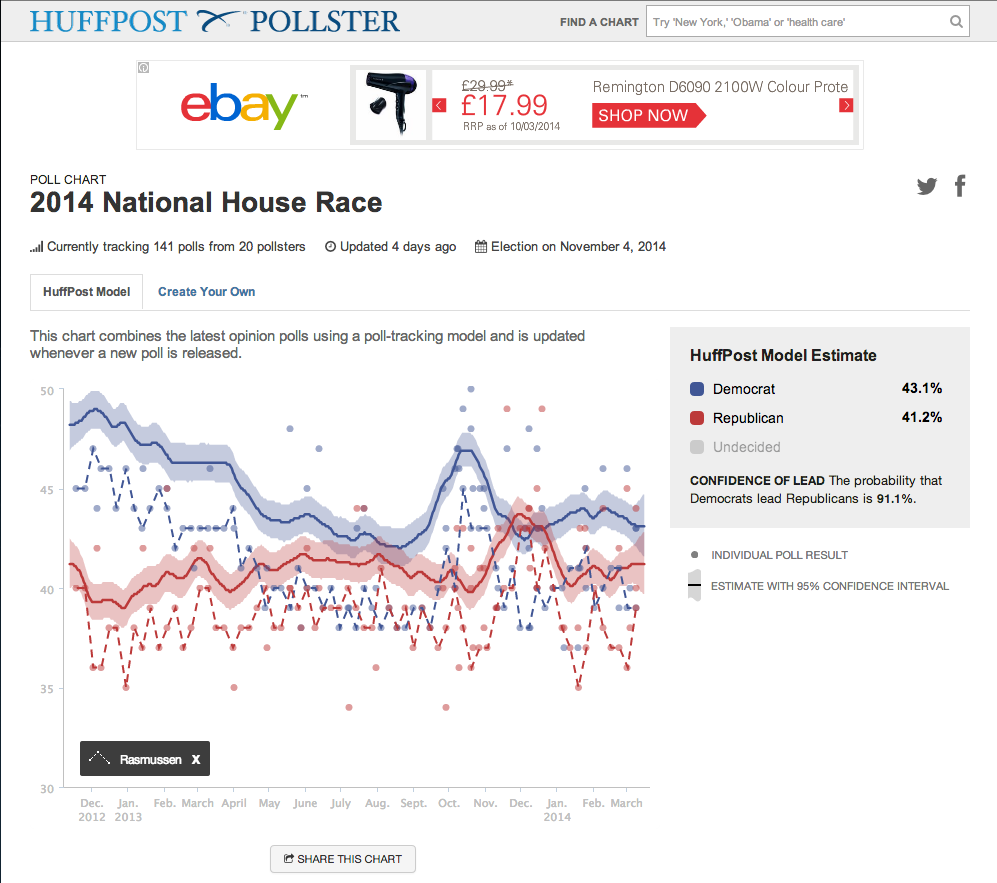 HUFFPOST POLLSTER
FIND A CHART
Try 'New York,' 'Obama' or 'health care'
ebay™
£29.99*
£17.99
RRP as of 10/03/2014
Remington D6090 2100W Colour Prote
SHOP NOW
POLL CHART
2014 National House Race
Currently tracking 141 polls from 20 pollsters
Updated 4 days ago
Election on November 4, 2014
HuffPost Model
Create Your Own
This chart combines the latest opinion polls using a poll-tracking model and is updated
whenever a new poll is released.
50
45
40
35
30
Rasmussen X
Dec. Jan. Feb. March April May June July Aug. Sept. Oct. Nov. Dec. Jan. Feb. March
2012 2013 2014
HuffPost Model Estimate
Democrat 43.1%
Republican 41.2%
Undecided
CONFIDENCE OF LEAD The probability that
Democrats lead Republicans is 91.1%.
INDIVIDUAL POLL RESULT
ESTIMATE WITH 95% CONFIDENCE INTERVAL
SHARE THIS CHART